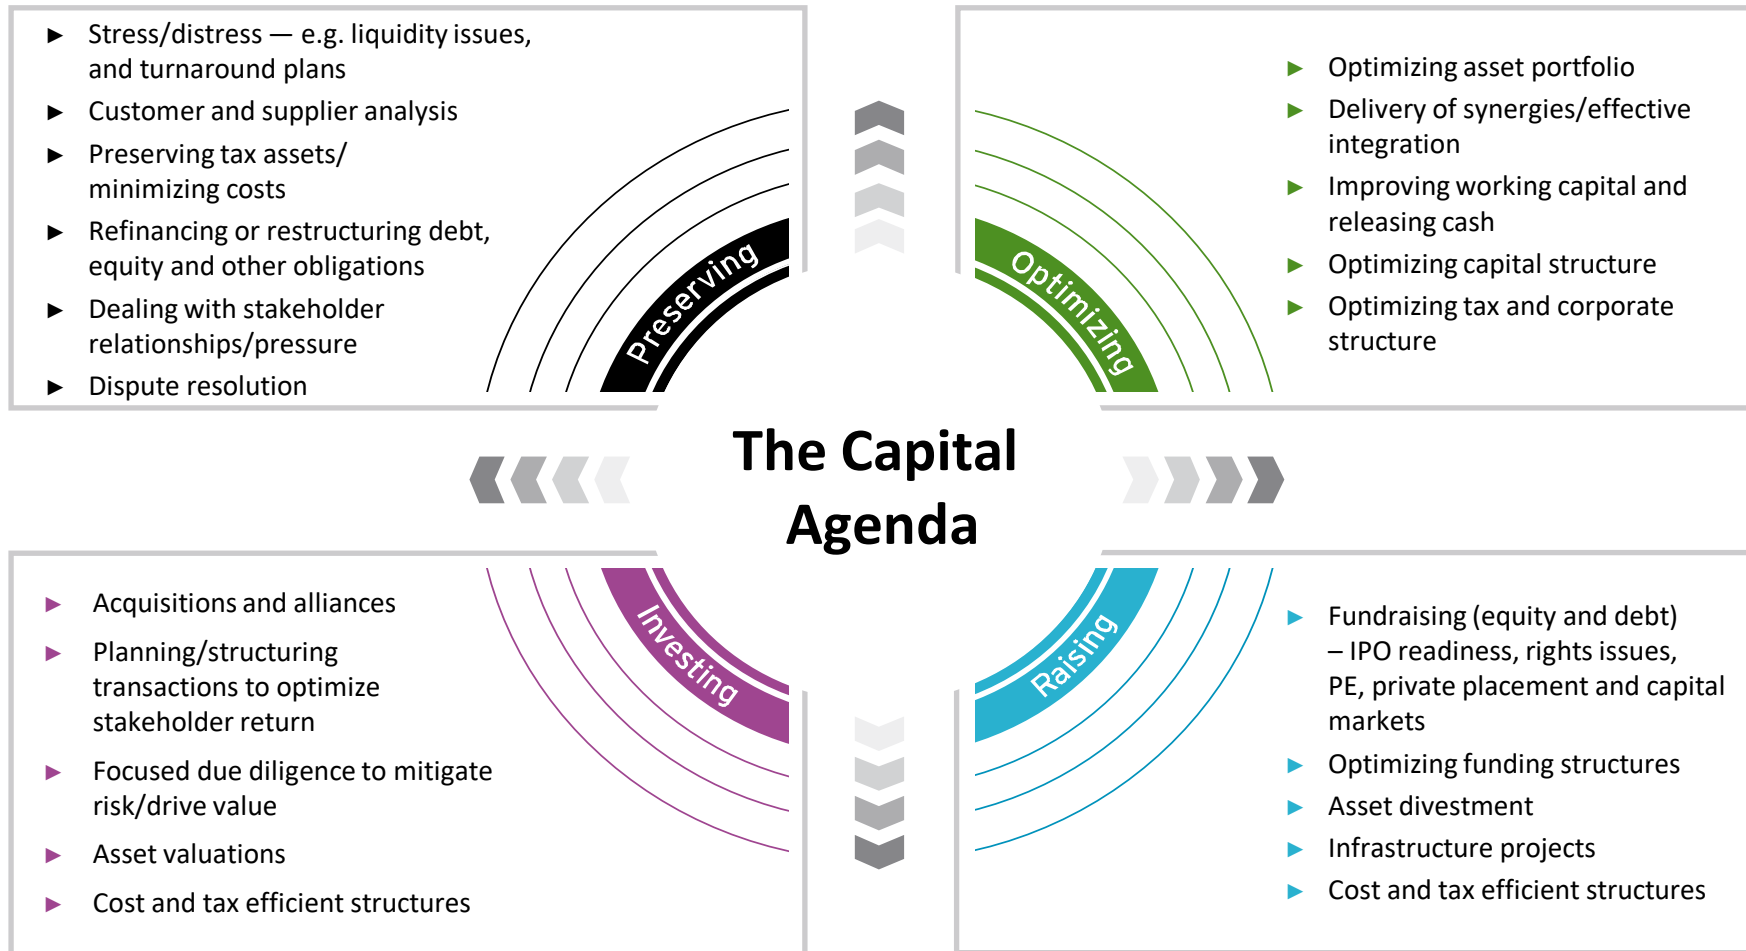 ► Stress/distress — e.g. liquidity issues,
and turnaround plans
► Customer and supplier analysis
► Preserving tax assets/
minimizing costs
► Refinancing or restructuring debt,
equity and other obligations
► Dealing with stakeholder
relationships/pressure
► Dispute resolution
Preserving
► Optimizing asset portfolio
► Delivery of synergies/effective
integration
► Improving working capital and
releasing cash
► Optimizing capital structure
► Optimizing tax and corporate
structure
Optimizing
The Capital
Agenda
► Acquisitions and alliances
► Planning/structuring
transactions to optimize
stakeholder return
► Focused due diligence to mitigate
risk/drive value
► Asset valuations
► Cost and tax efficient structures
Investing
► Fundraising (equity and debt)
– IPO readiness, rights issues,
PE, private placement and capital
markets
► Optimizing funding structures
► Asset divestment
► Infrastructure projects
► Cost and tax efficient structures
Raising